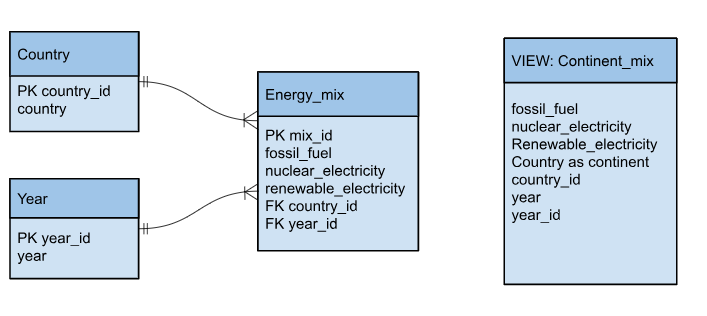 Country
PK country_id
country
Year
PK year_id
year
Energy_mix
PK mix_id
fossil_fuel
nuclear_electricity
renewable_electricity
FK country_id
FK year_id
VIEW: Continent_mix
fossil_fuel
nuclear_electricity
Renewable_electricity
Country as continent
country_id
year
year_id